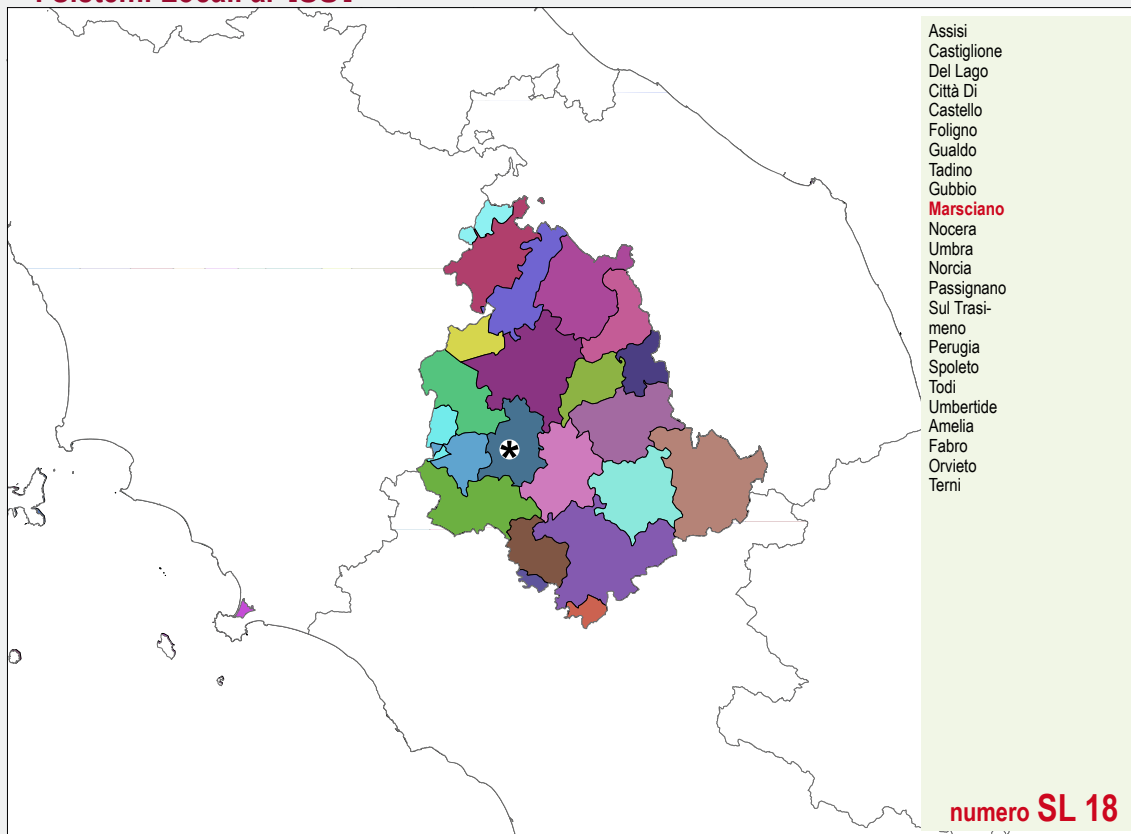 Assisi
Castiglione
Del Lago
Città Di
Castello
Foligno
Gualdo
Tadino
Gubbio
Marsciano
Nocera
Umbra
Norcia
Passignano
Sul Trasi-
meno
Perugia
Spoleto
Todi
Umbertide
Amelia
Fabro
Orvieto
Terni
*
numero SL 18